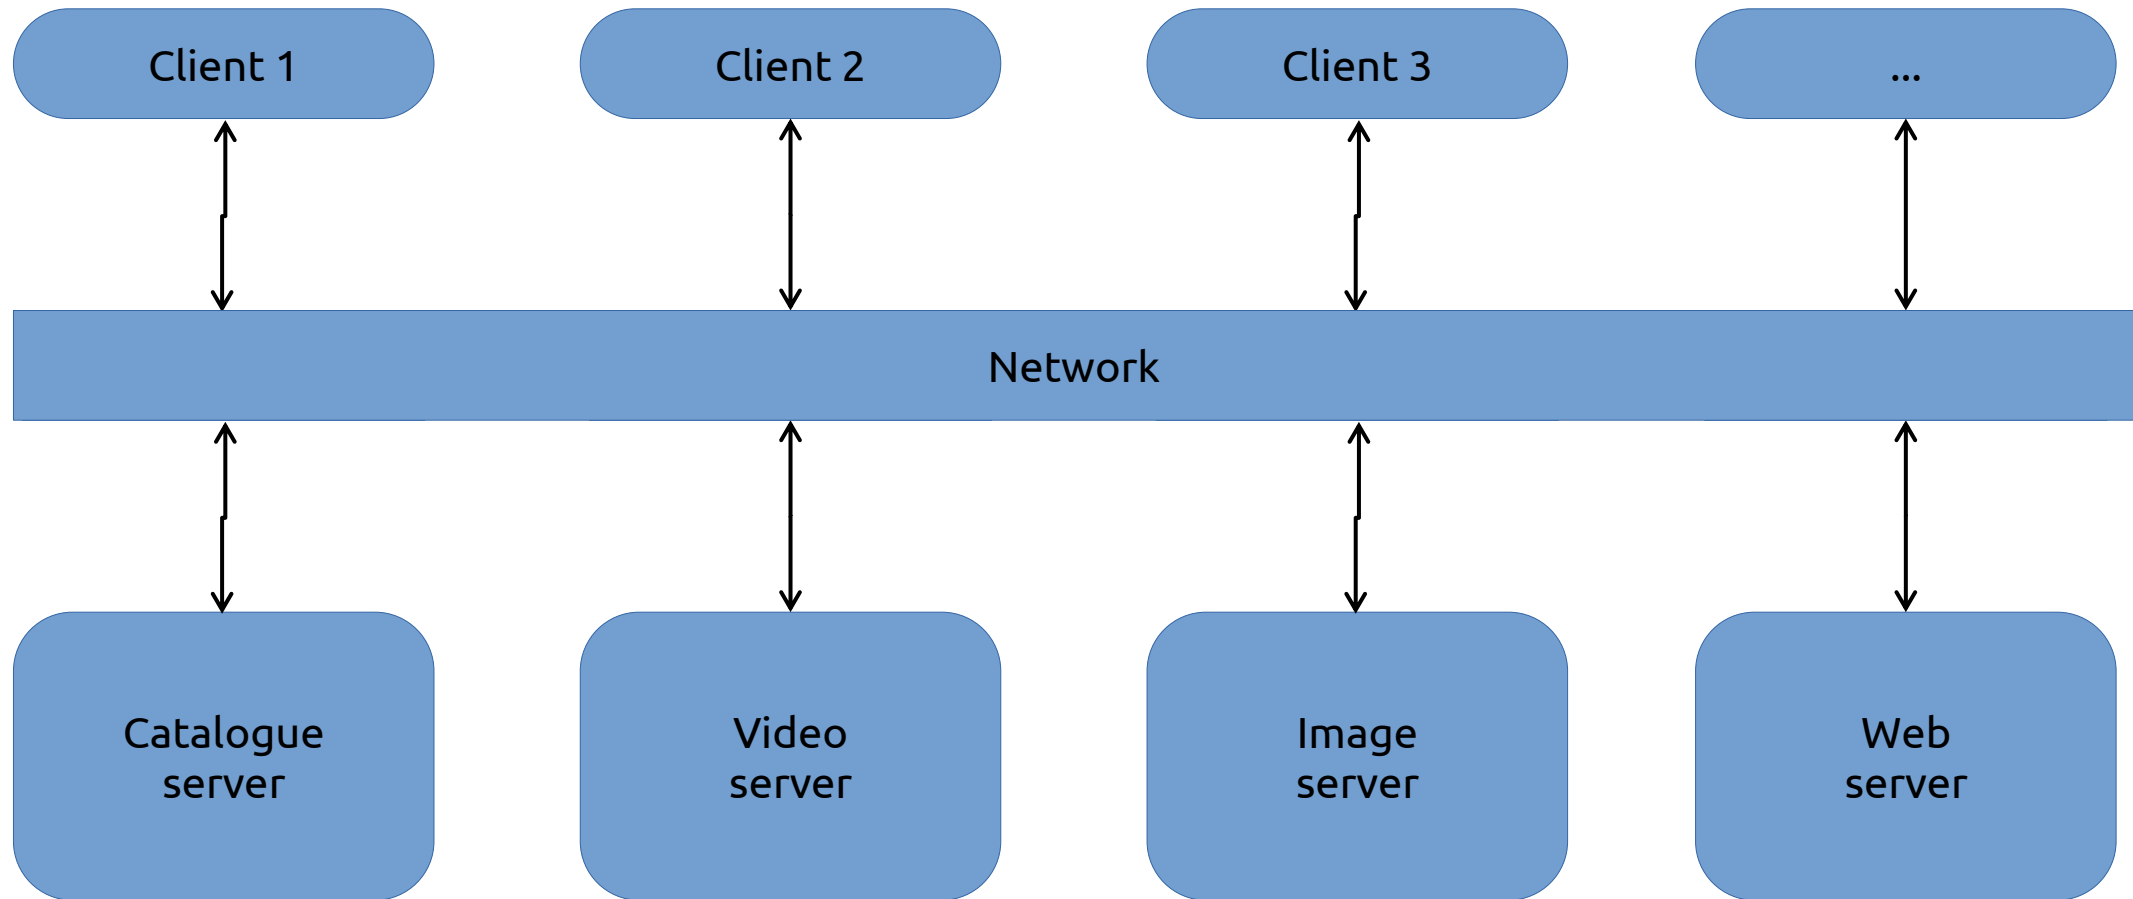 Client 1
Client 2
Client 3
...
Network
Catalogue
server
Video
server
Image
server
Web
server